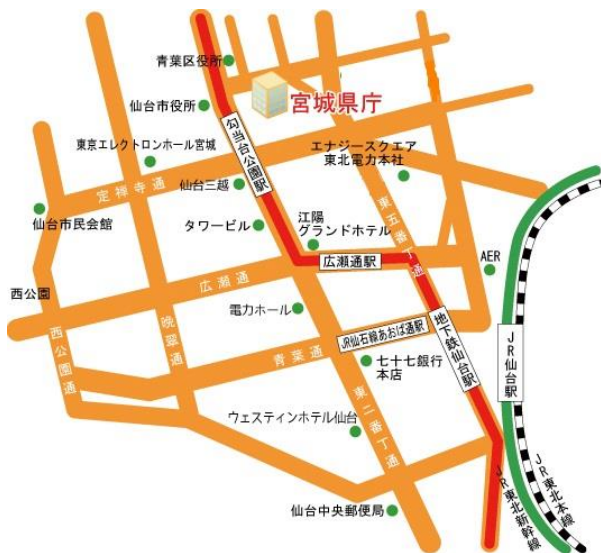 青葉区役所
宮城県庁
仙台市役所
勾当台公園駅
東京エレクトロンホール宮城
エナジースクエア
東北電力本社
定禅寺通
仙台三越
東五番丁通
仙台市民会館
タワービル
江陽
グランドホテル
広瀬通駅
AER
広瀬通
西公園
電力ホール
西公園通
晩翠通
JR仙石線あおば通駅
地下鉄仙台駅
JR仙台駅
青葉通
七十七銀行
本店
東二番丁通
ウェスティンホテル仙台
仙台中央郵便局
JR東北新幹線
JR東北本線